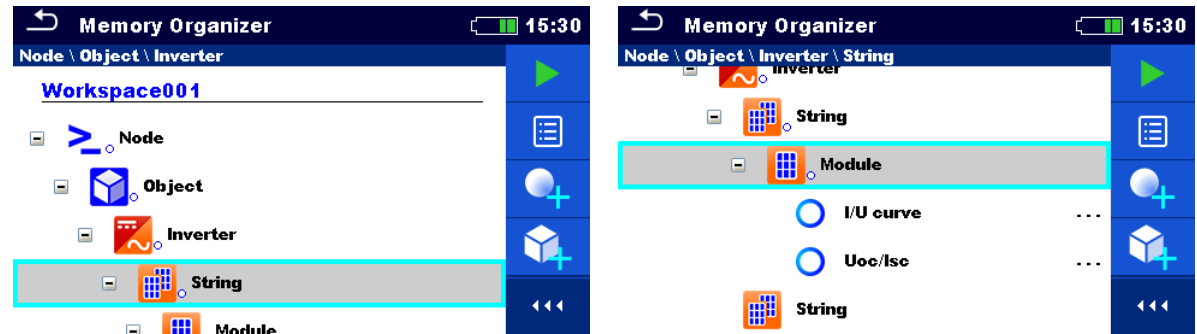 Memory Organizer 15:30
Node \ Object \ Inverter
Workspace001
Node
Object
Inverter
String
Module
Memory Organizer 15:30
Node \ Object \ Inverter \ String
Inverter
String
Module
I/U curve ...
Uoc/Isc ...
String